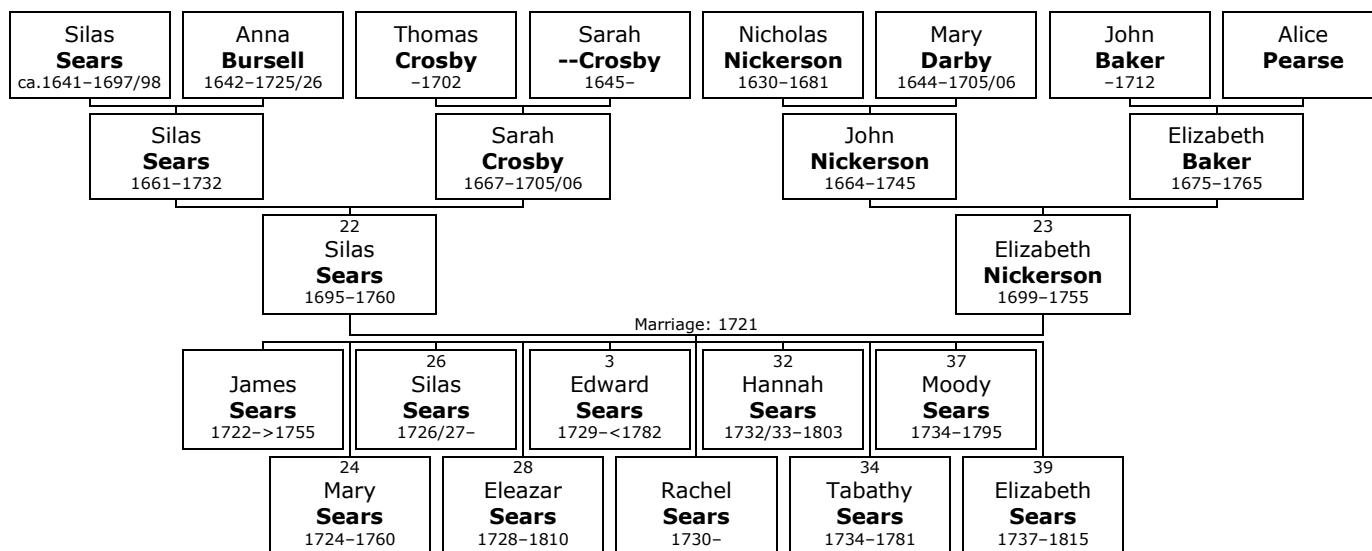 Silas
Sears
ca.1641–1697/98
Anna
Bursell
1642–1725/26
Thomas
Crosby
–1702
Sarah
--Crosby
1645–
Nicholas
Nickerson
1630–1681
Mary
Darby
1644–1705/06
John
Baker
–1712
Alice
Pearse
Silas
Sears
1661–1732
Sarah
Crosby
1667–1705/06
John
Nickerson
1664–1745
Elizabeth
Baker
1675–1765
22
Silas
Sears
1695–1760
23
Elizabeth
Nickerson
1699–1755
Marriage: 1721
James
Sears
1722–>1755
26
Silas
Sears
1726/27–
3
Edward
Sears
1729–<1782
32
Hannah
Sears
1732/33–1803
37
Moody
Sears
1734–1795
24
Mary
Sears
1724–1760
28
Eleazar
Sears
1728–1810
Rachel
Sears
1730–
34
Tabathy
Sears
1734–1781
39
Elizabeth
Sears
1737–1815